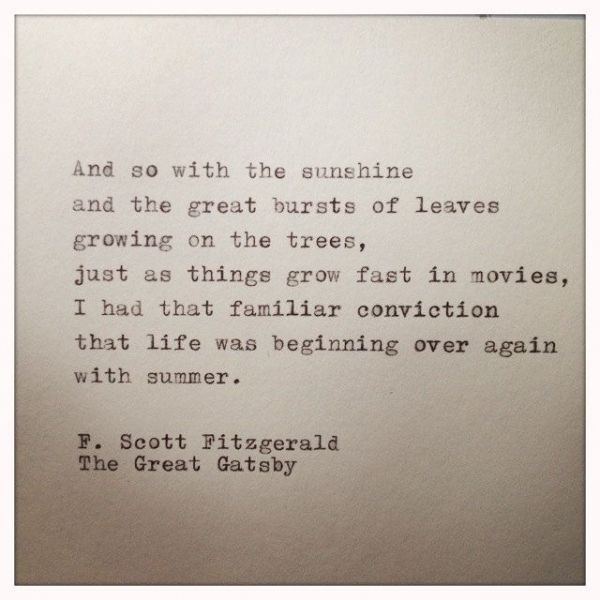 And so with the sunshine
and the great bursts of leaves
growing on the trees,
just as things grow fast in movies,
I had that familiar conviction
that life was beginning over again
with summer.
F. Scott Fitzgerald
The Great Gatsby